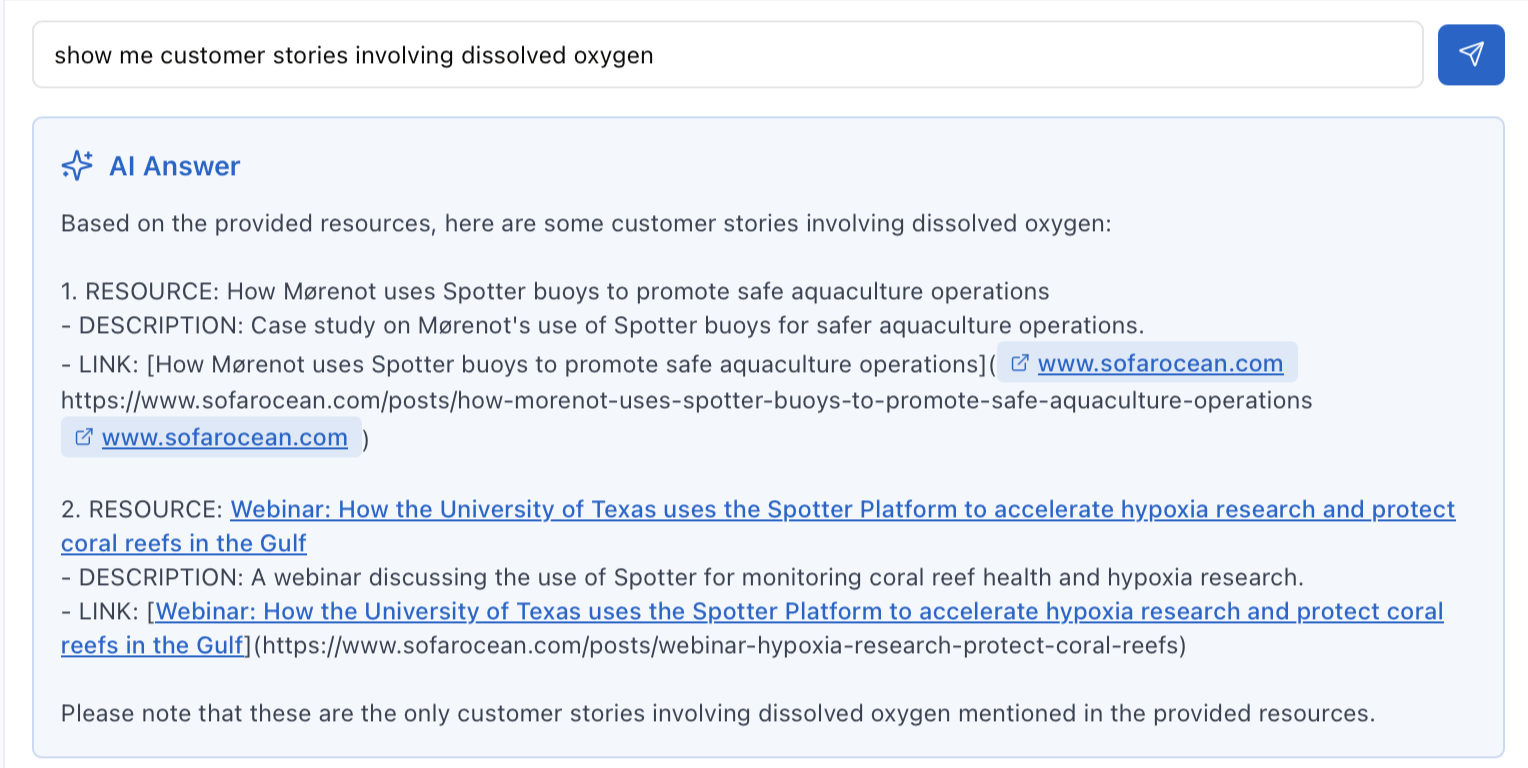 show me customer stories involving dissolved oxygen
AI Answer
Based on the provided resources, here are some customer stories involving dissolved oxygen:
1. RESOURCE: How Mørenot uses Spotter buoys to promote safe aquaculture operations
- DESCRIPTION: Case study on Mørenot's use of Spotter buoys for safer aquaculture operations.
- LINK: [How Mørenot uses Spotter buoys to promote safe aquaculture operations]( www.sofarocean.com
https://www.sofarocean.com/posts/how-morenot-uses-spotter-buoys-to-promote-safe-aquaculture-operations
www.sofarocean.com )
2. RESOURCE: Webinar: How the University of Texas uses the Spotter Platform to accelerate hypoxia research and protect
coral reefs in the Gulf
- DESCRIPTION: A webinar discussing the use of Spotter for monitoring coral reef health and hypoxia research.
- LINK: [Webinar: How the University of Texas uses the Spotter Platform to accelerate hypoxia research and protect coral
reefs in the Gulf](https://www.sofarocean.com/posts/webinar-hypoxia-research-protect-coral-reefs)
Please note that these are the only customer stories involving dissolved oxygen mentioned in the provided resources.